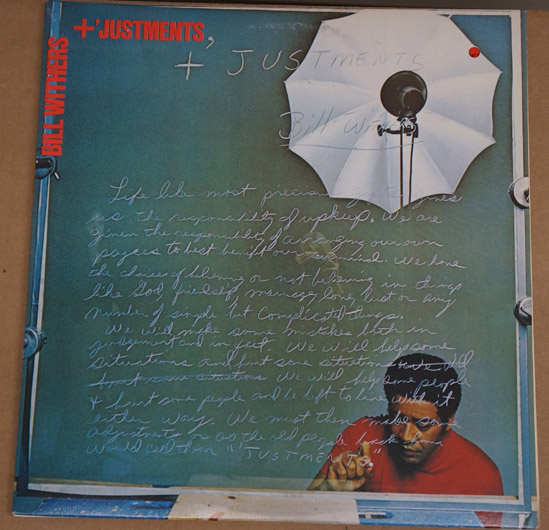 +'JUSTMENTS
BILL WITHERS
+'JUSTMENTS
Bill
Life like most precious gifts gives
us the responsibility of upkeep. We are
given the responsibility of arranging our own
spaces to best benefit our survival. We have
the choice of believing or not believing in things
like God, friendship, marriage, love, lust or any
number of simple but complicated things.
We will make some mistakes both in
judgement and in fact. We will help some
situations and hurt some situations
hurt some situations We will help some people
& hurt some people and be left to live with it
either way. We must then make some
adjustments or as the old people back home
would call them "'JUSTMENTS."